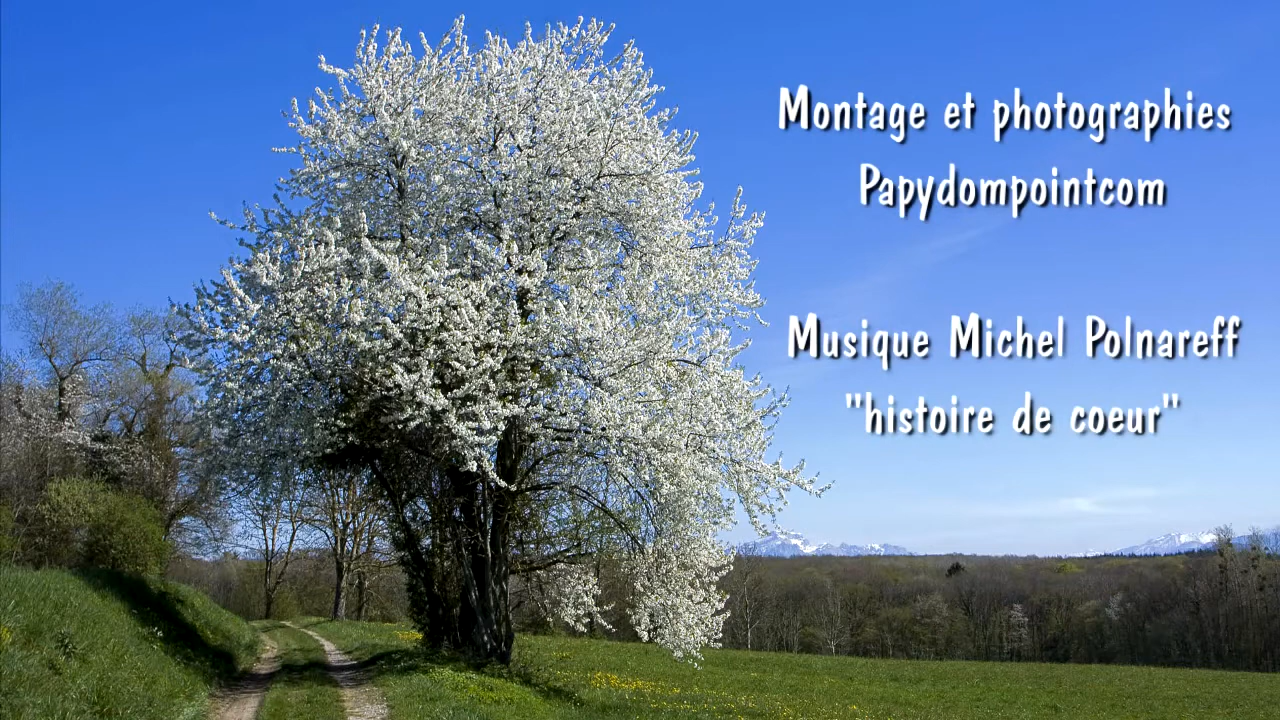 Montage et photographies
Papydompointcom
Musique Michel Polnareff
"histoire de coeur"